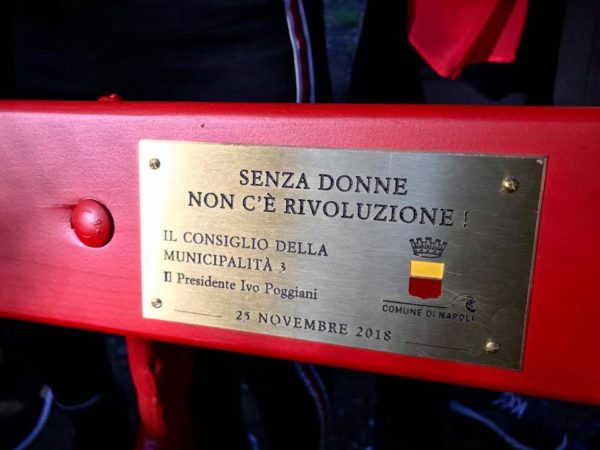 SENZA DONNE
NON C'È RIVOLUZIONE !
IL CONSIGLIO DELLA
MUNICIPALITÀ 3
Il Presidente Ivo Poggiani
COMUNE DI NAPOLI
25 NOVEMBRE 2018